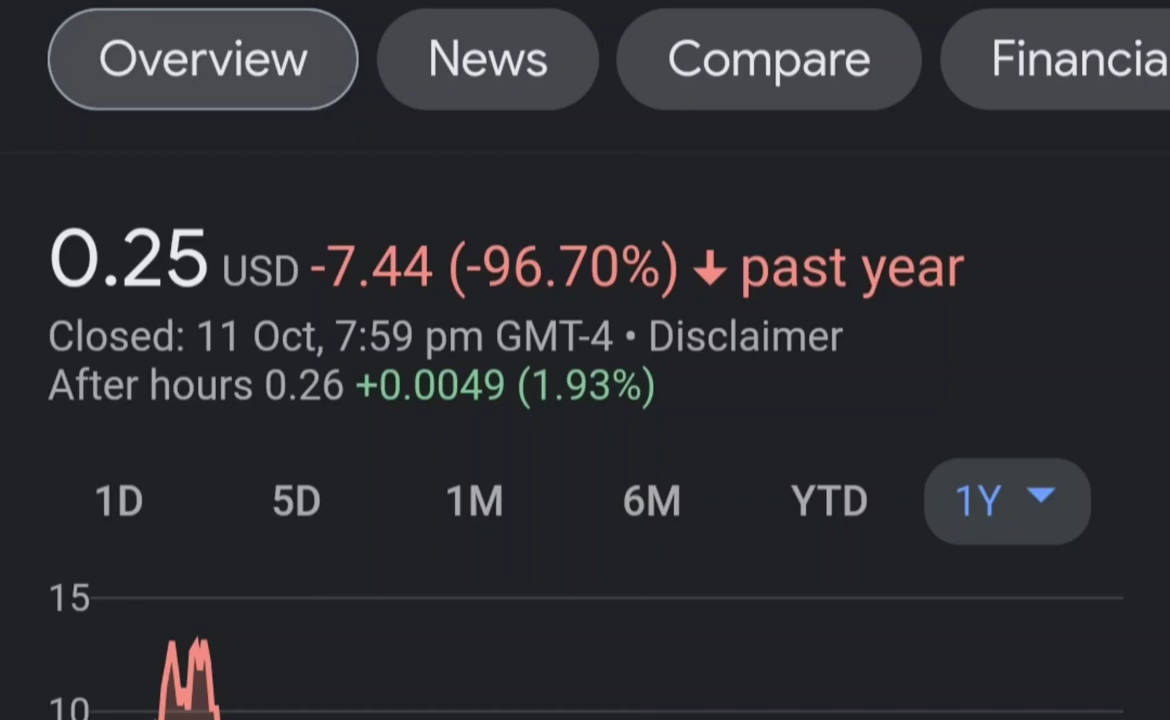 Overview News Compare Financia
0.25 USD -7.44 (-96.70%) ↓ past year
Closed: 11 Oct, 7:59 pm GMT-4 • Disclaimer
After hours 0.26 +0.0049 (1.93%)
1D 5D 1M 6M YTD 1Y
15
10